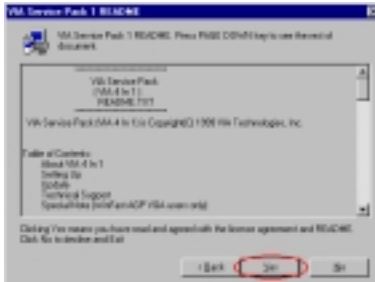 VIA Service Pack 1 README
VIA Service Pack 1 README. Press PAGE DOWN key to see the rest of
document.
VIA Service Pack
(VIA 4 In 1)
README.TXT
VIA Service Pack (VIA 4 In 1) is Copyright(C) 1998 VIA Technologies, Inc.
Table of Contents:
About VIA 4 In 1
Setting Up
Update
Technical Support
Special Note (WinFast AGP VGA users only)
Clicking Yes means you have read and agreed with the license agreement and README.
Click No to decline and Exit
< Back
Yes
No